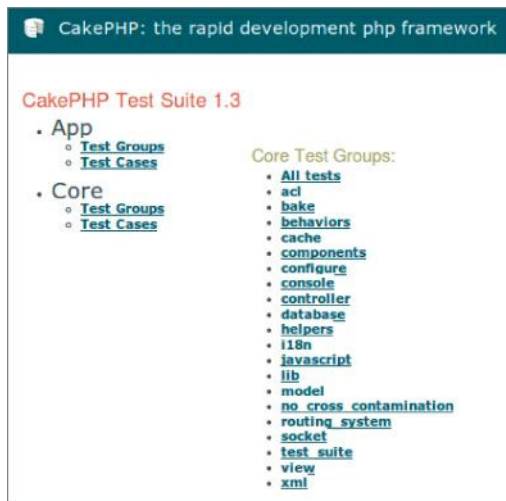 CakePHP: the rapid development php framework
CakePHP Test Suite 1.3
App
Test Groups
Test Cases
Core
Test Groups
Test Cases
Core Test Groups:
All tests
acl
bake
behaviors
cache
components
configure
console
controller
database
helpers
i18n
javascript
lib
model
no_cross_contamination
routing_system
socket
test_suite
view
xml